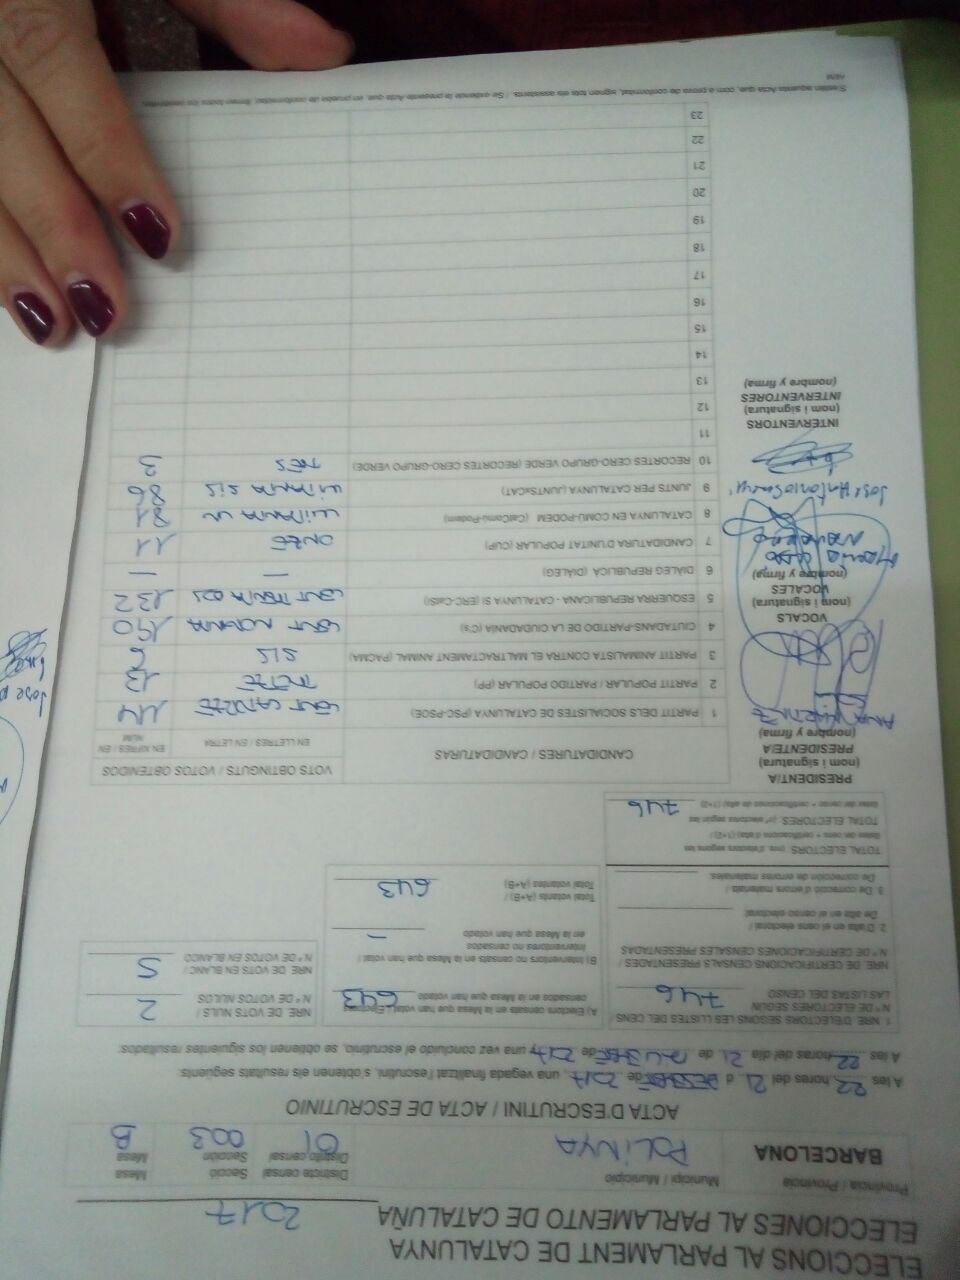 ELECCIONS AL PARLAMENT DE CATALUNYA
ELECCIONES AL PARLAMENTO DE CATALUÑA 2017
Província / Provincia Municipi / Municipio Districte censal Secció Mesa
Distrito censal Sección Mesa
BARCELONA POLINYA 01 003 B
ACTA D'ESCRUTINI / ACTA DE ESCRUTINIO
A les 22 hores del 21 d DESEMBRE de 2017, una vegada finalitzat l'escrutini, s'obtenen els resultats següents:
A las 22 horas del día 21 de de 2017 y una vez concluido el escrutinio, se obtienen los siguientes resultados:
1. NRE. D'ELECTORS SEGONS LES LLISTES DEL CENS /
Nº DE ELECTORES SEGÚN
LAS LISTAS DEL CENSO 746
NRE. DE CERTIFICACIONS CENSALS PRESENTADES /
Nº DE CERTIFICACIONES CENSALES PRESENTADAS
2. D'alta en el cens electoral /
De alta en el censo electoral
3. De correcció d'errors materials /
De corrección de errores materiales.
TOTAL ELECTORS (nre. d'electors segons les
llistes de cens + certificacions d'alta) (1+2) /
TOTAL ELECTORES: (nº electores según las
listas del censo + certificaciones de alta) (1+2) 746
A) Electors censats en la Mesa que han votat / Electores
censados en la Mesa que han votado 643
B) Interventors no censats en la Mesa que han votat /
Interventores no censados
en la Mesa que han votado –
Total votants (A+B) /
Total votantes (A+B) 643
NRE. DE VOTS NULS /
Nº DE VOTOS NULOS 2
NRE. DE VOTS EN BLANC /
Nº DE VOTOS EN BLANCO 5
PRESIDENT/A
(nom i signatura)
PRESIDENTE/A
(nombre y firma)
VOCALS
(nom i signatura)
VOCALES
(nombre y firma)
INTERVENTORS
(nom i signatura)
INTERVENTORES
(nombre y firma)
CANDIDATURES / CANDIDATURAS VOTS OBTINGUTS / VOTOS OBTENIDOS
EN LLETRES / EN LETRA EN XIFRES / EN NÚM
1 PARTIT DELS SOCIALISTES DE CATALUNYA (PSC-PSOE) CENT CATORZE 114
2 PARTIT POPULAR / PARTIDO POPULAR (PP) TRETZE 13
3 PARTIT ANIMALISTA CONTRA EL MALTRACTAMENT ANIMAL (PACMA) SIS 6
4 CIUTADANS-PARTIDO DE LA CIUDADANÍA (C's) CENT NORANTA 190
5 ESQUERRA REPUBLICANA - CATALUNYA SÍ (ERC-CatSí) CENT TRENTA DOS 132
6 DIÀLEG REPÚBLICA (DIÀLEG) — —
7 CANDIDATURA D'UNITAT POPULAR (CUP) ONZE 11
8 CATALUNYA EN COMÚ-PODEM (CatComú-Podem) VUITANTA UN 81
9 JUNTS PER CATALUNYA (JUNTSxCAT) VUITANTA SIS 86
10 RECORTES CERO-GRUPO VERDE (RECORTES CERO-GRUPO VERDE) TRES 3
11
12
13
14
15
16
17
18
19
20
21
22
23
S'estén aquesta Acta que, com a prova de conformitat, signen tots els assistents. / Se extiende la presente Acta que, en prueba de conformidad, firman todos los asistentes.